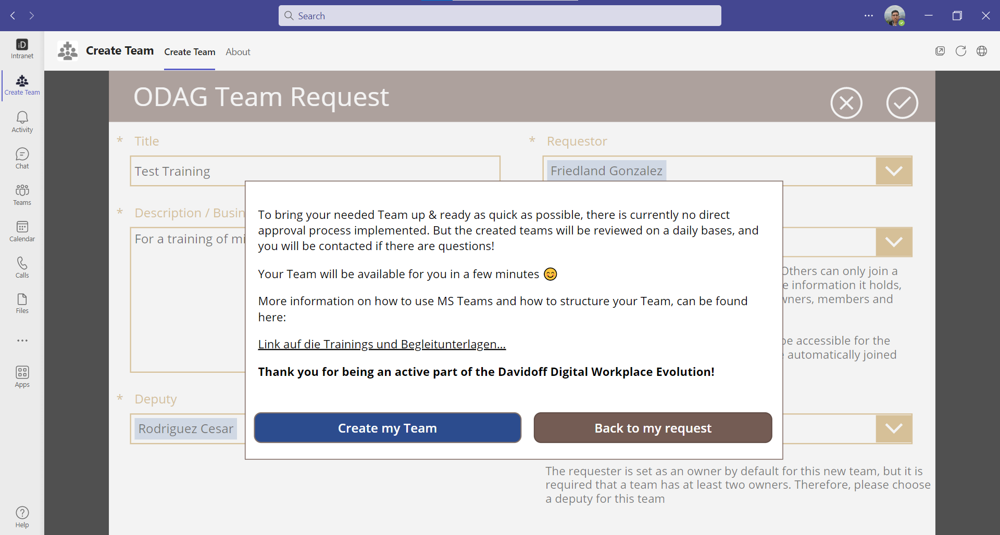 Search
iD
Intranet
Create Team
Activity
Chat
Teams
Calendar
Calls
Files
Apps
Help
Create Team
Create Team
About
ODAG Team Request
* Title
Test Training
* Requestor
Friedland Gonzalez
* Description / Busin
For a training of mi
Others can only join a
information it holds,
members and
accessible for the
automatically joined
* Deputy
Rodriguez Cesar
To bring your needed Team up & ready as quick as possible, there is currently no direct
approval process implemented. But the created teams will be reviewed on a daily bases, and
you will be contacted if there are questions!
Your Team will be available for you in a few minutes 😊
More information on how to use MS Teams and how to structure your Team, can be found
here:
Link auf die Trainings und Begleitunterlagen...
Thank you for being an active part of the Davidoff Digital Workplace Evolution!
Create my Team
Back to my request
The requester is set as an owner by default for this new team, but it is
required that a team has at least two owners. Therefore, please choose
a deputy for this team